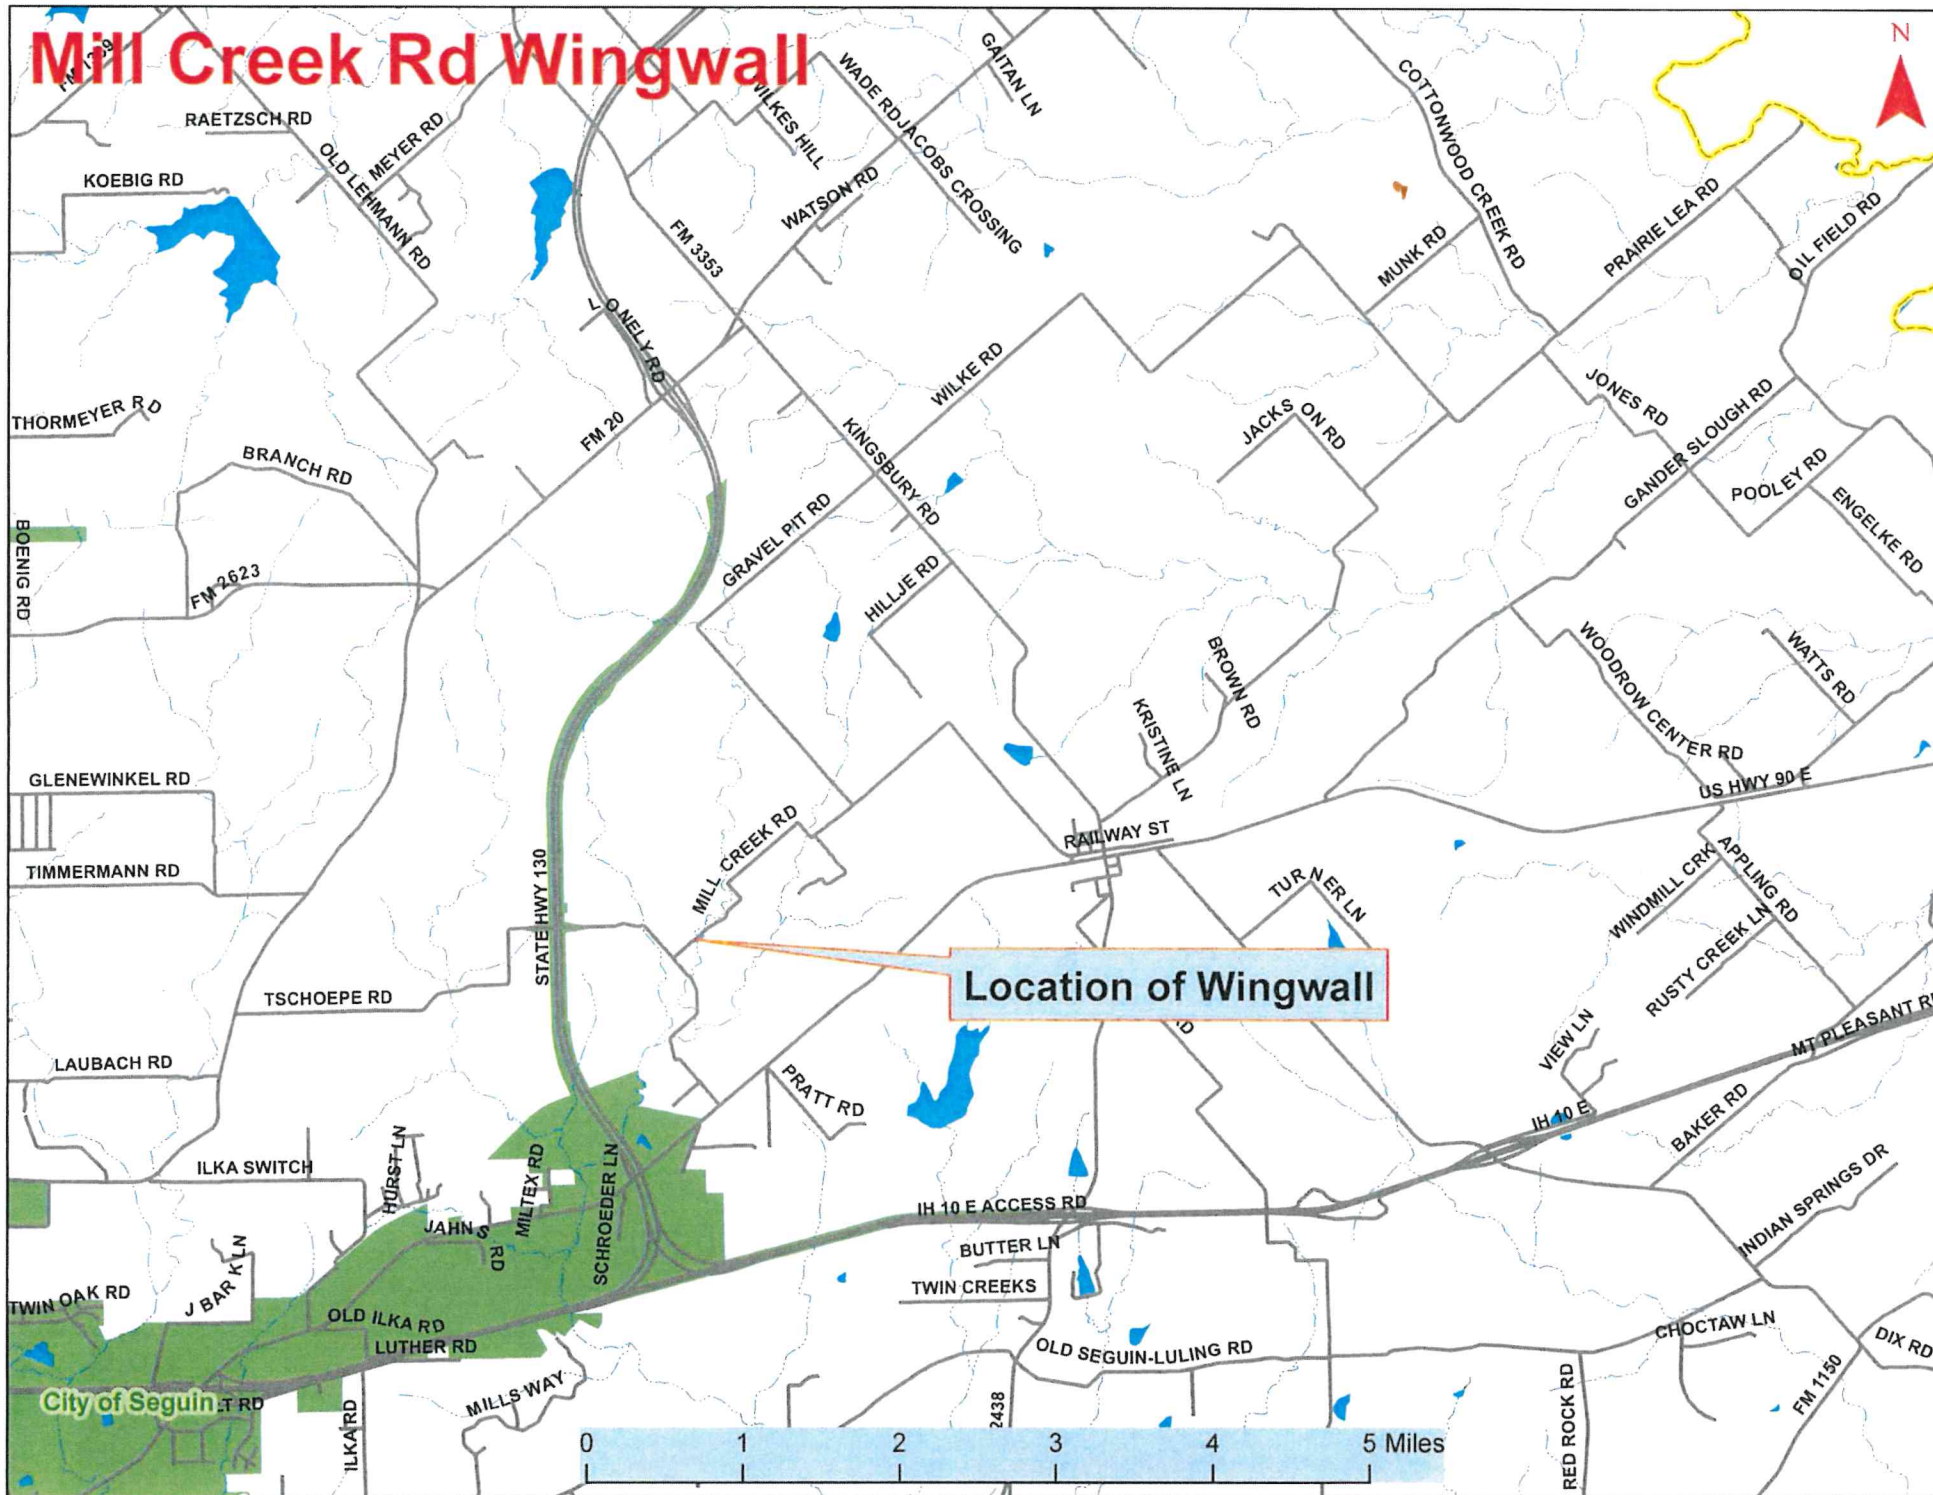 Mill Creek Rd Wingwall
N
FM 1339
RAETZSCH RD
MEYER RD
OLD LEHMANN RD
KOEBIG RD
WILKES HILL
WADE RD
JACOBS CROSSING
GAITAN LN
WATSON RD
FM 3353
COTTONWOOD CREEK RD
MUNK RD
PRAIRIE LEA RD
OIL FIELD RD
LONELY RD
WILKE RD
THORMEYER RD
BRANCH RD
FM 20
KINGSBURY RD
JACKSON RD
JONES RD
GANDER SLOUGH RD
POOLEY RD
ENGELKE RD
BOENIG RD
FM 2623
GRAVEL PIT RD
HILLJE RD
BROWN RD
KRISTINE LN
WOODROW CENTER RD
WATTS RD
GLENEWINKEL RD
US HWY 90 E
TIMMERMANN RD
STATE HWY 130
MILL CREEK RD
RAILWAY ST
TURNER LN
WINDMILL CRK
APPLING RD
RUSTY CREEK LN
Location of Wingwall
TSCHOEPE RD
RD
VIEW LN
MT PLEASANT RD
LAUBACH RD
PRATT RD
IH 10 E
BAKER RD
ILKA SWITCH
HURST LN
MILTEX RD
SCHROEDER LN
JAHNS RD
IH 10 E ACCESS RD
INDIAN SPRINGS DR
BUTTER LN
TWIN CREEKS
J BAR K LN
TWIN OAK RD
OLD ILKA RD
LUTHER RD
OLD SEGUIN-LULING RD
CHOCTAW LN
DIX RD
FM 1150
City of Seguin
LT RD
ILKA RD
MILLS WAY
2438
RED ROCK RD
0 1 2 3 4 5 Miles